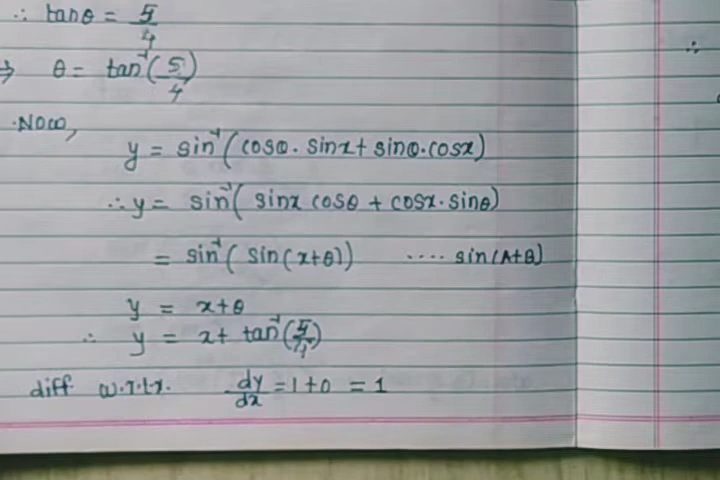 ∴ tanθ = 5/4
⇒ θ = tan⁻¹(5/4)
Now,
y = sin⁻¹(cosθ. sinx + sinθ.cosx)
∴ y = sin⁻¹( sinx cosθ + cosx.sinθ)
= sin⁻¹( sin(x+θ)) .... sin(A+B)
y = x+θ
∴ y = x+ tan⁻¹(5/4)
diff w.r.t.x. dy/dx = 1+0 = 1
∴